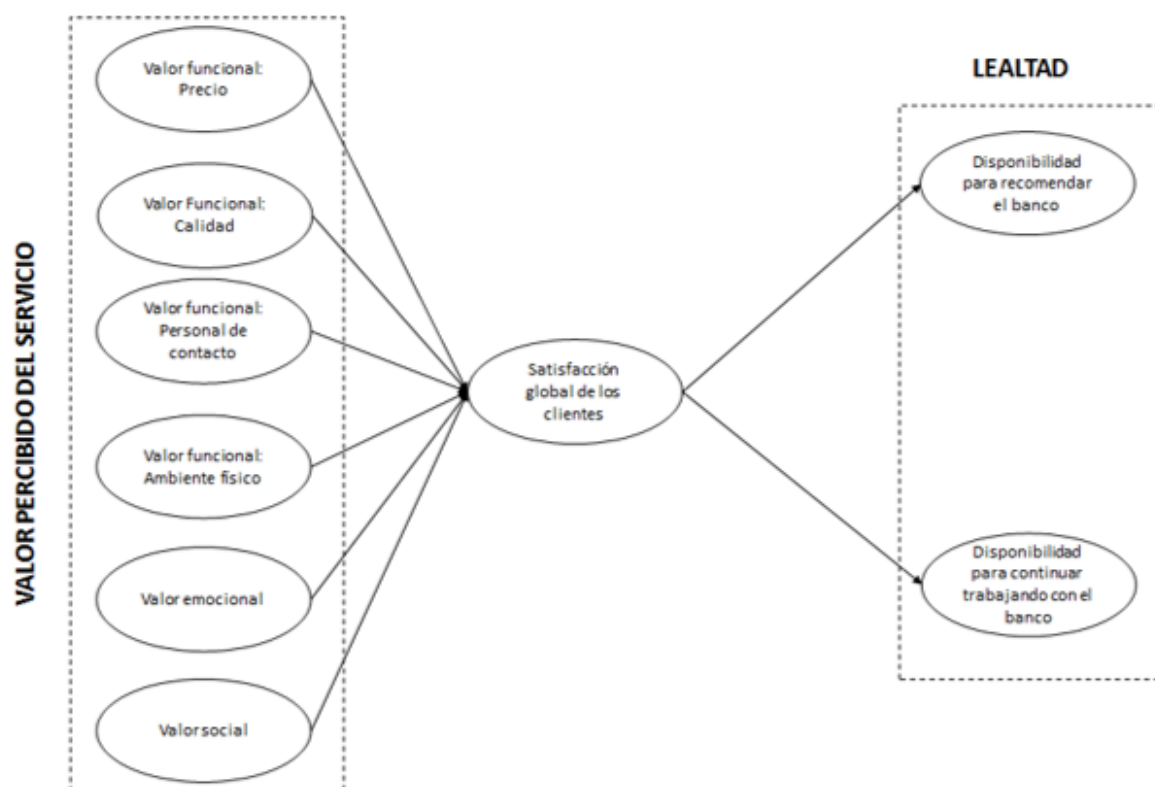 VALOR PERCIBIDO DEL SERVICIO
Valor funcional:
Precio
Valor Funcional:
Calidad
Valor funcional:
Personal de
contacto
Valor funcional:
Ambiente físico
Valor emocional
Valor social
Satisfacción
global de los
clientes
LEALTAD
Disponibilidad
para recomendar
el banco
Disponibilidad
para continuar
trabajando con el
banco